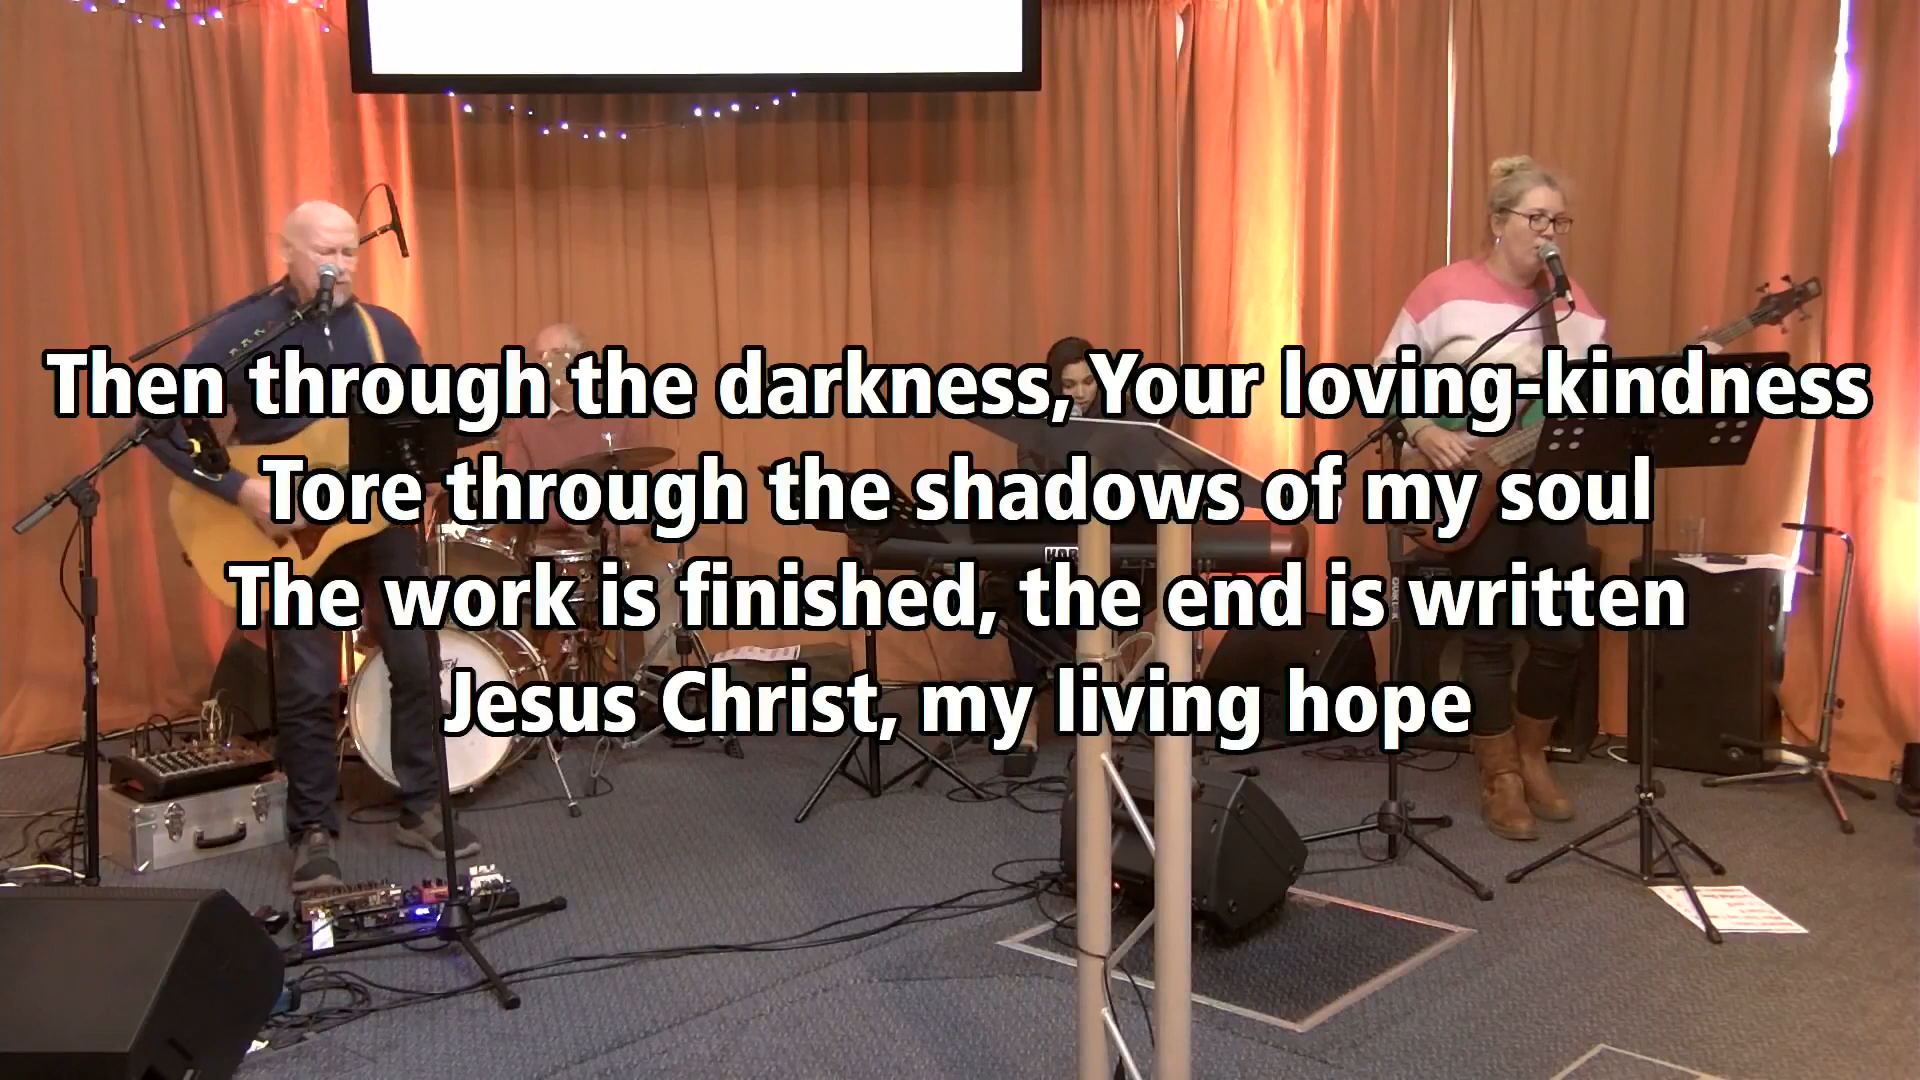 Then through the darkness, Your loving-kindness
Tore through the shadows of my soul
The work is finished, the end is written
Jesus Christ, my living hope